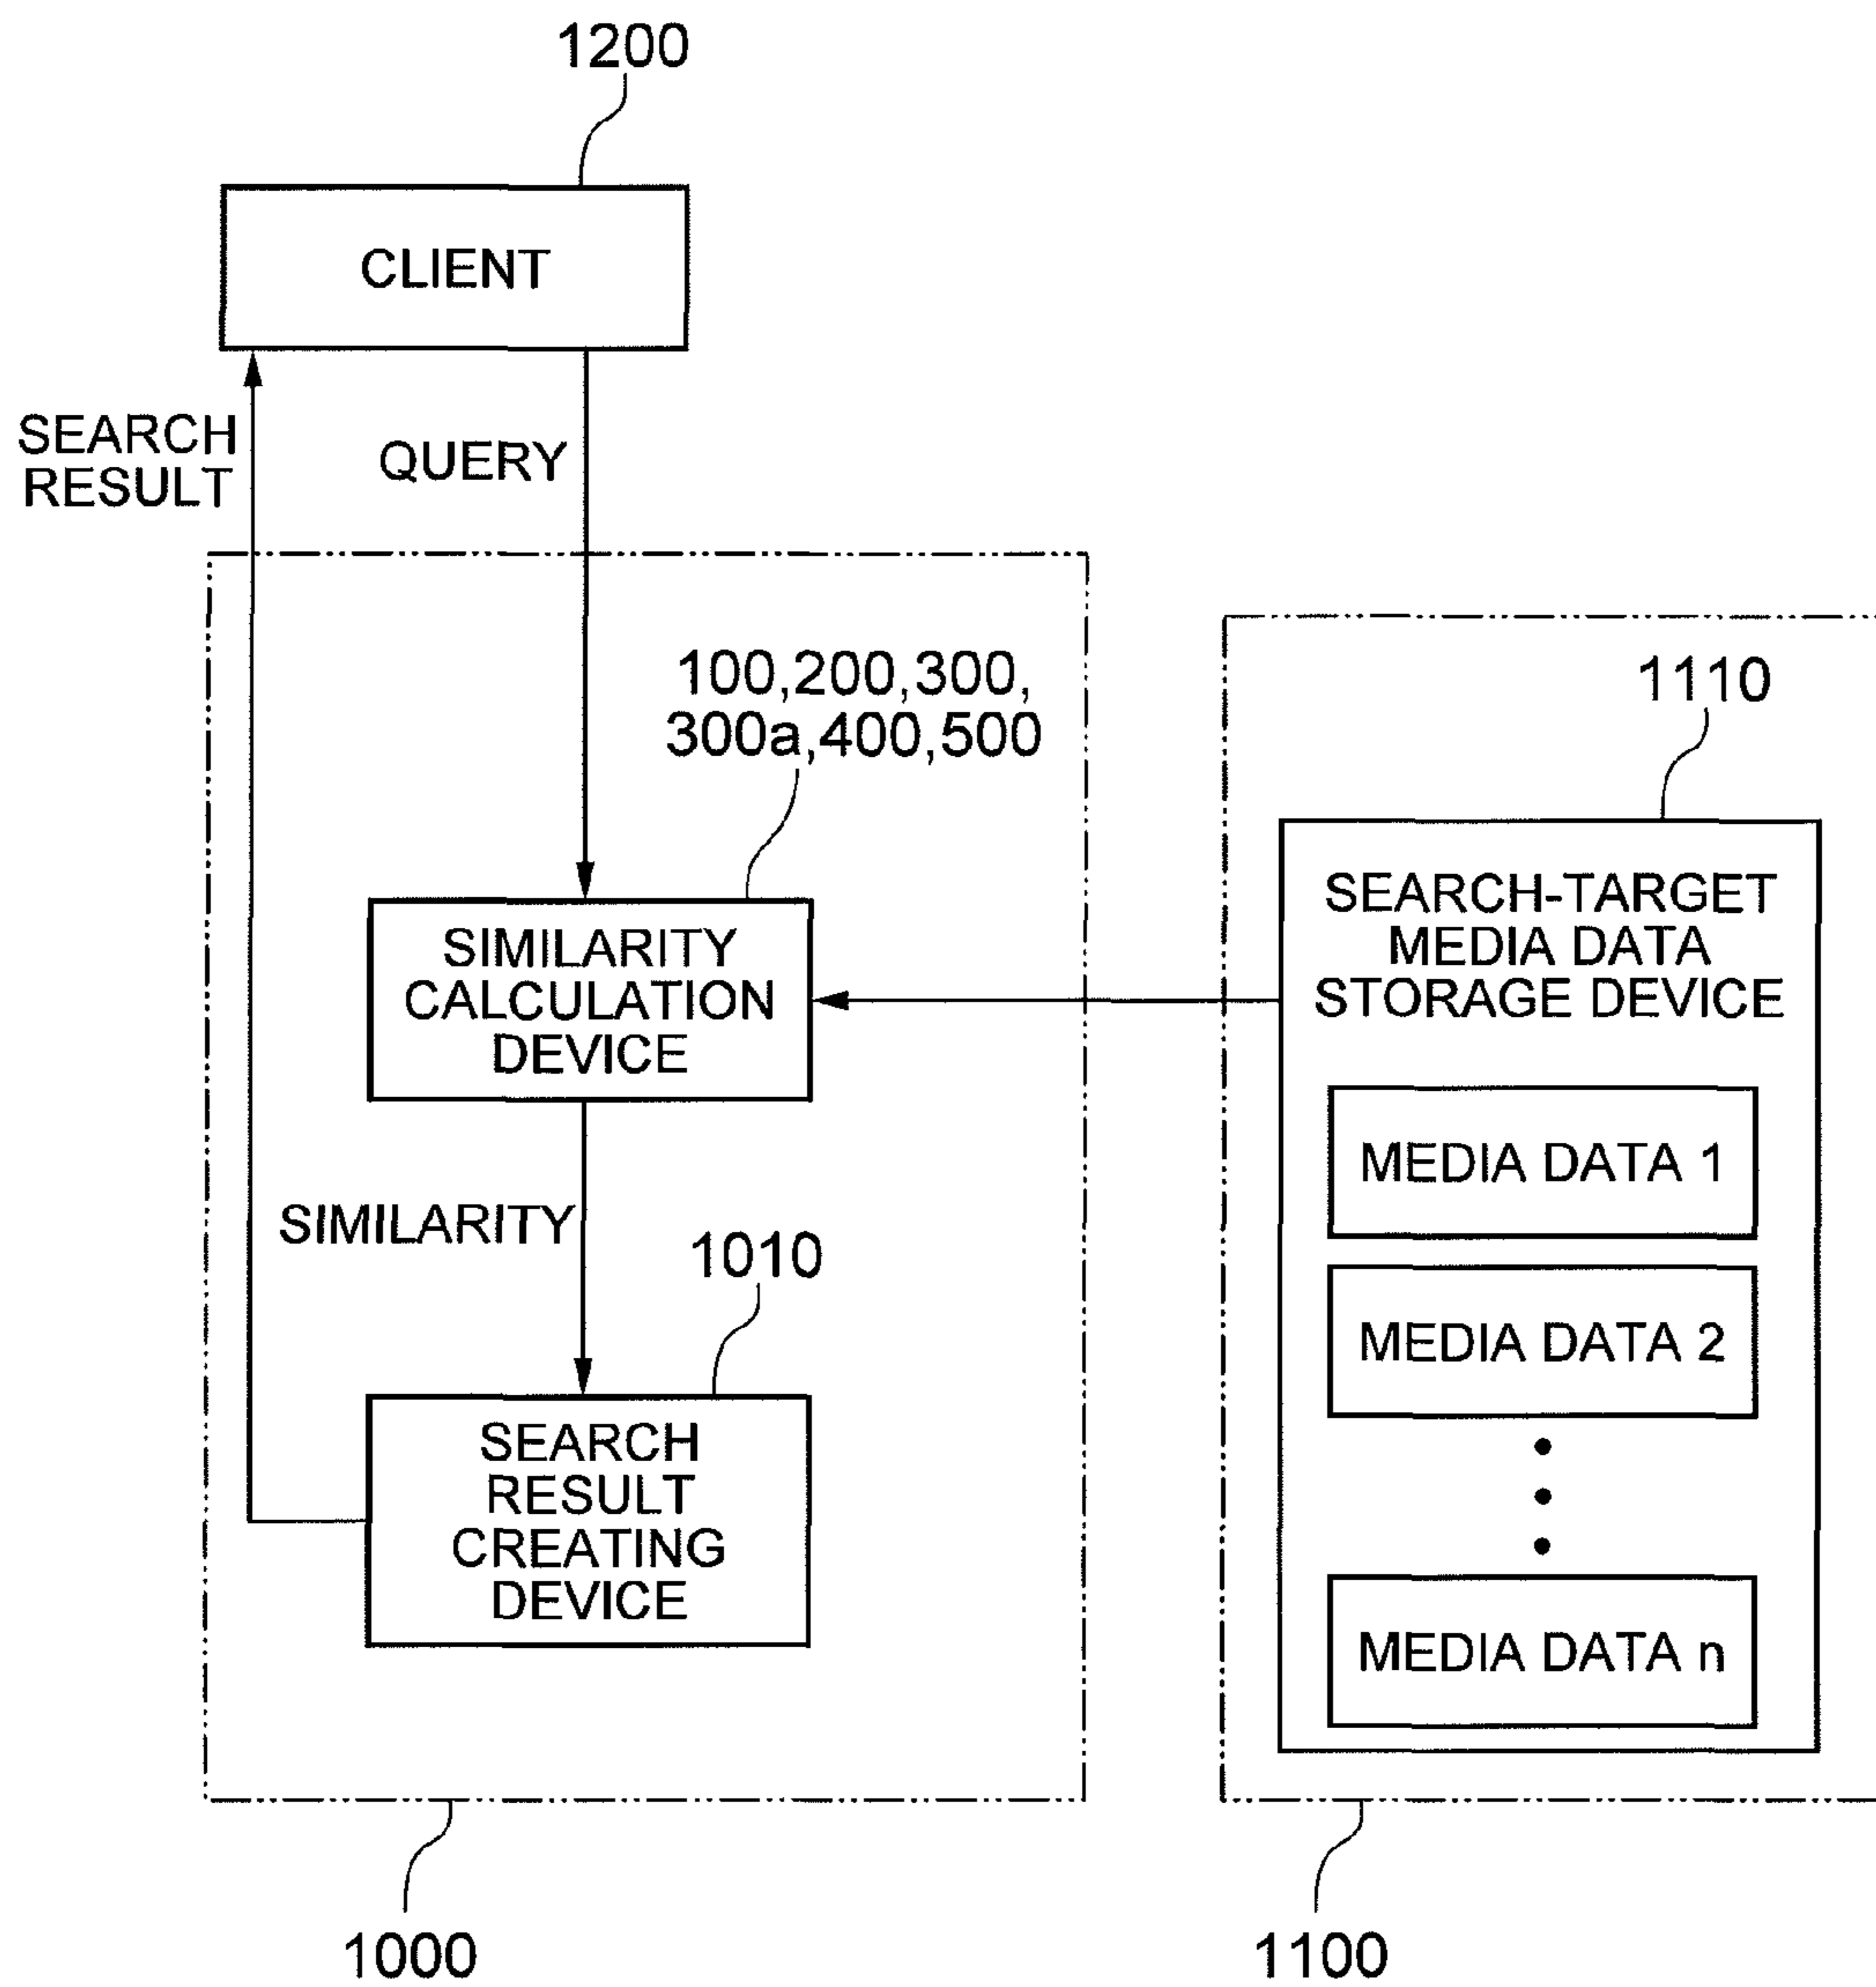 1200
CLIENT
SEARCH
RESULT
QUERY
100,200,300,
300a,400,500
1110
SIMILARITY
CALCULATION
DEVICE
SEARCH-TARGET
MEDIA DATA
STORAGE DEVICE
MEDIA DATA 1
SIMILARITY
1010
MEDIA DATA 2
SEARCH
RESULT
CREATING
DEVICE
MEDIA DATA n
1000
1100